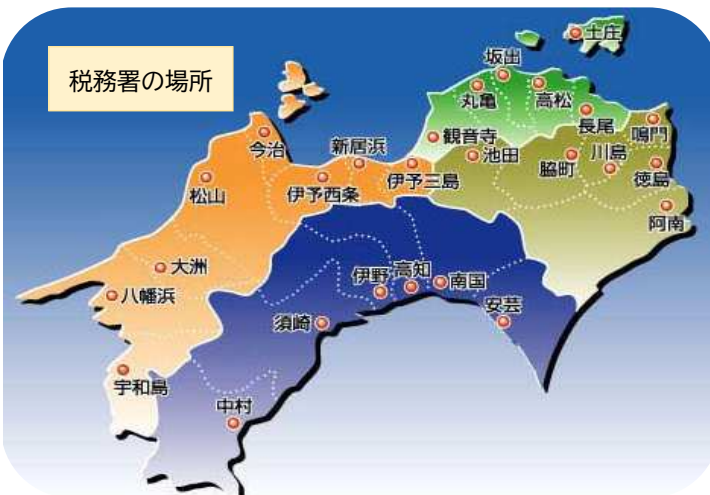 税務署の場所
土庄
坂出
丸亀
高松
長尾
鳴門
観音寺
今治
新居浜
池田
脇町
川島
徳島
松山
伊予西条
伊予三島
阿南
大洲
伊野
高知
南国
八幡浜
安芸
須崎
宇和島
中村